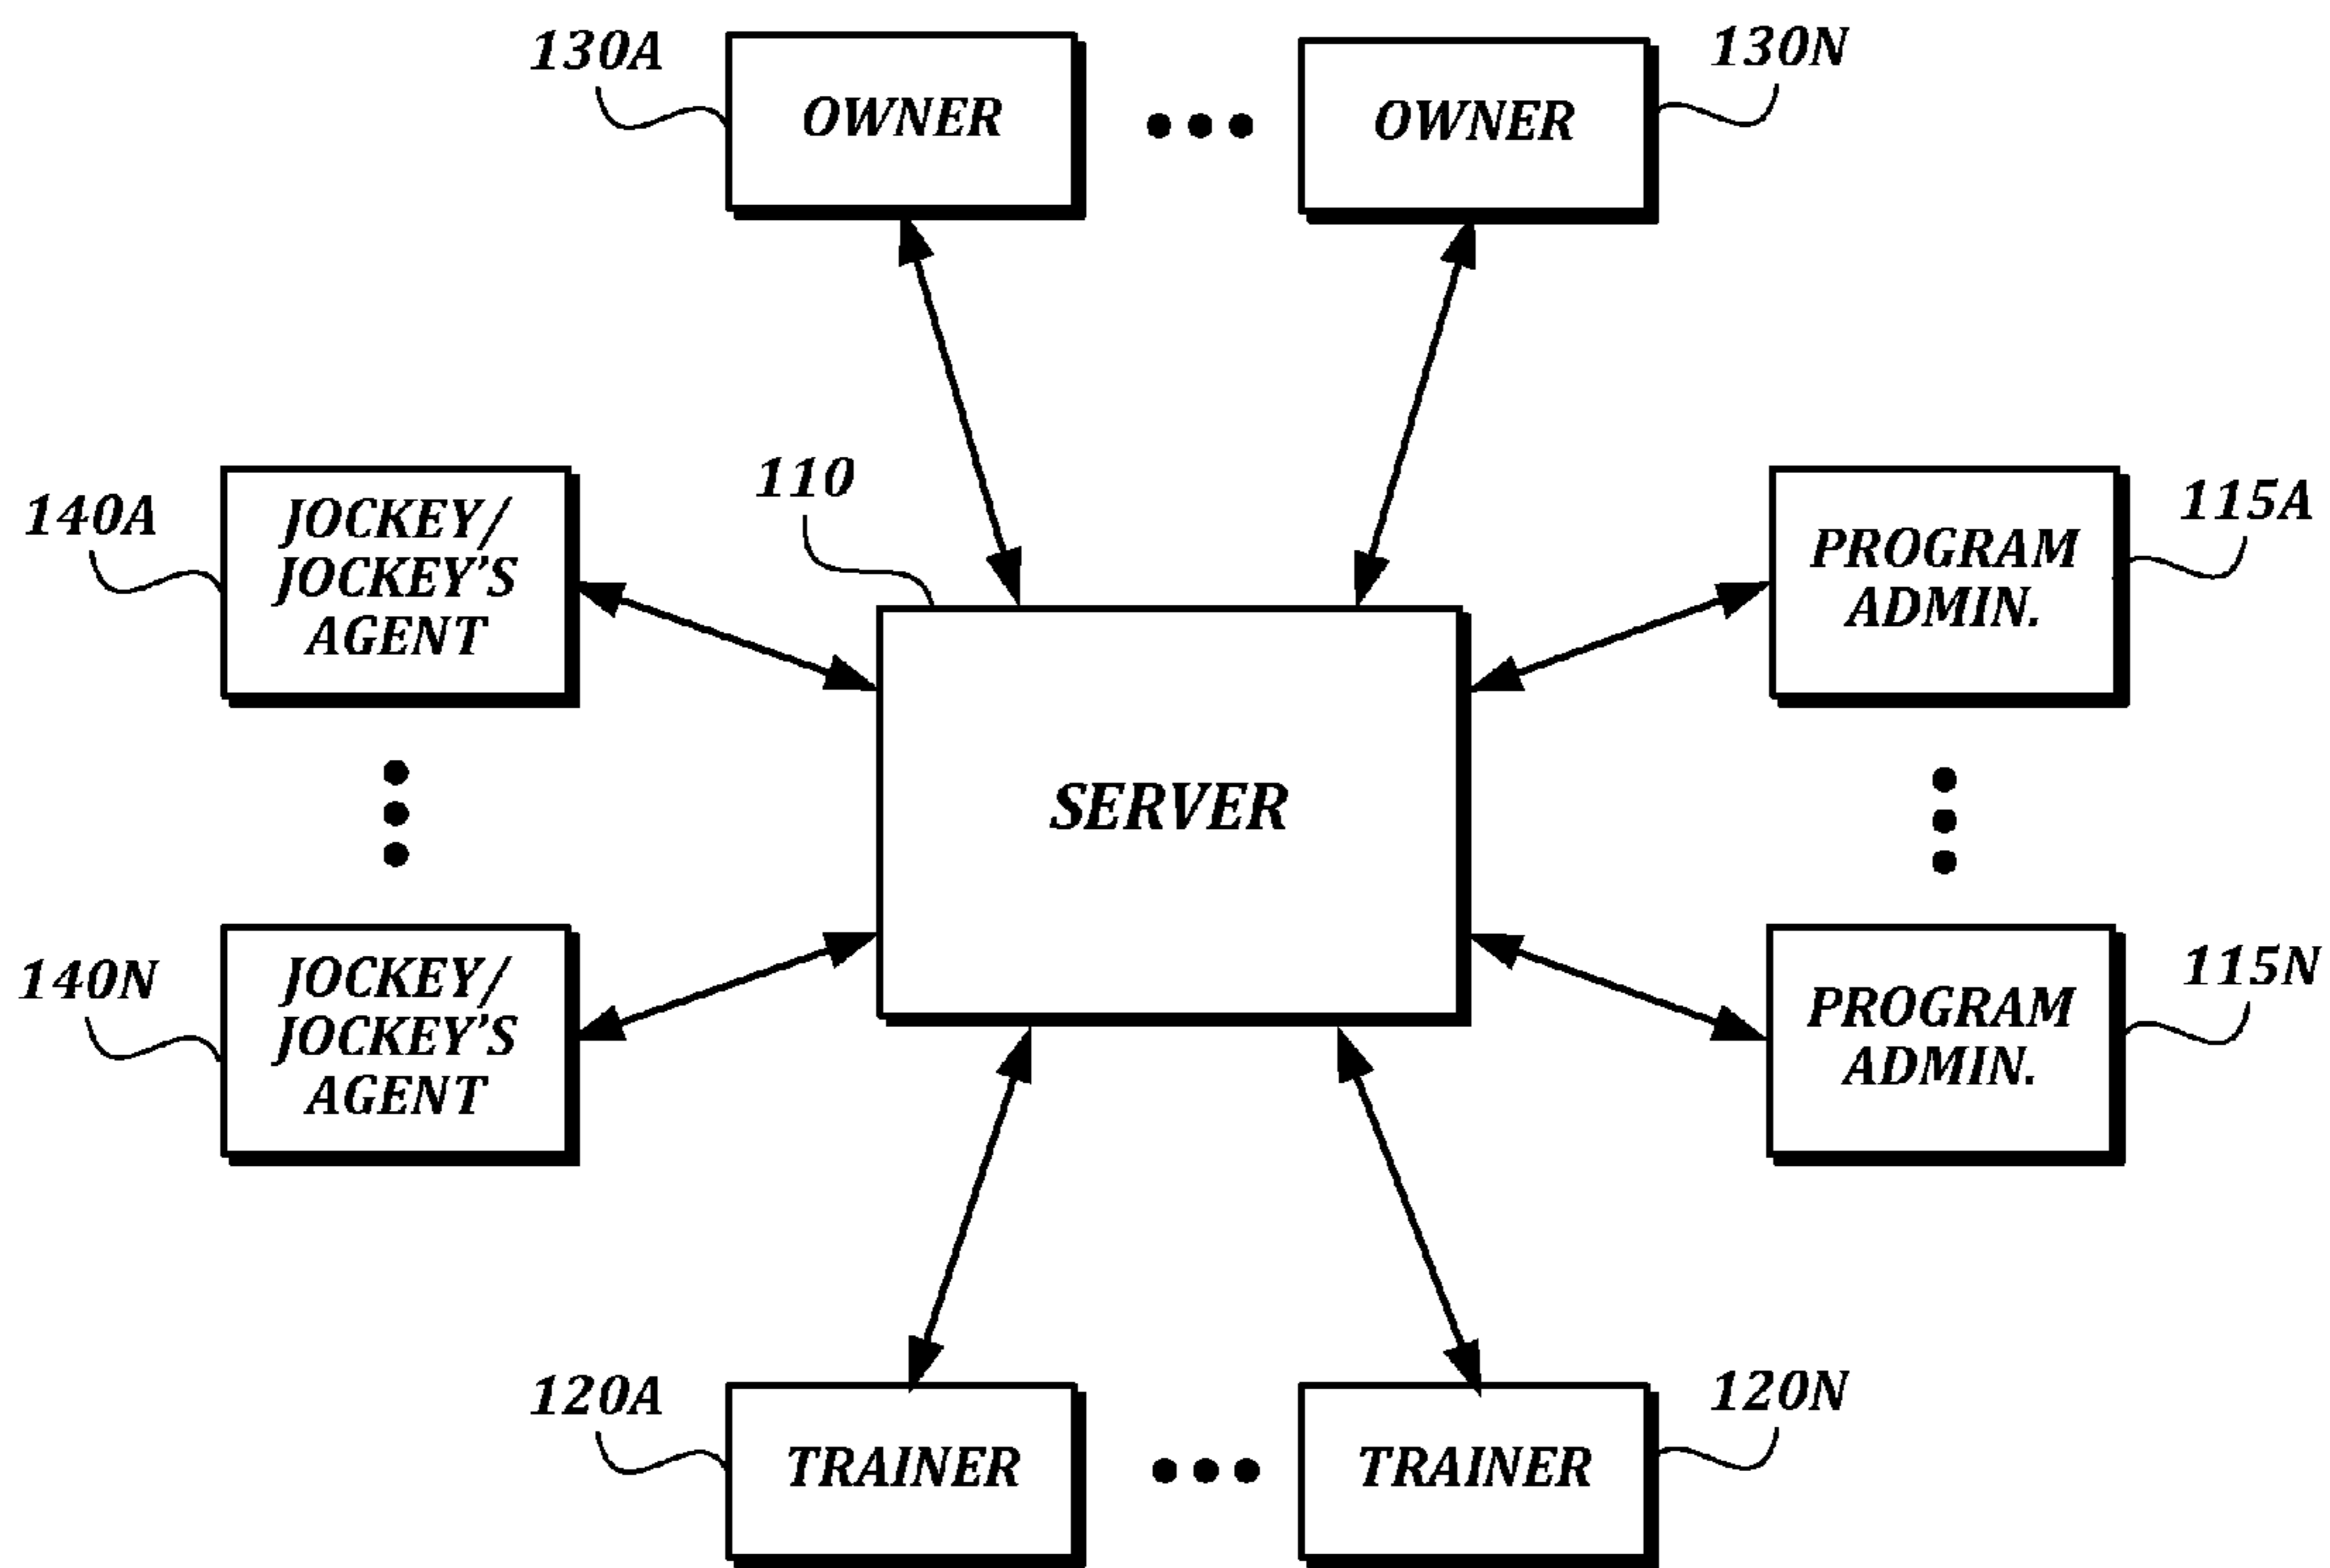 130A
OWNER
OWNER
130N
140A
JOCKEY/
JOCKEY'S
AGENT
110
PROGRAM
ADMIN.
115A
SERVER
140N
JOCKEY/
JOCKEY'S
AGENT
PROGRAM
ADMIN.
115N
120A
TRAINER
TRAINER
120N